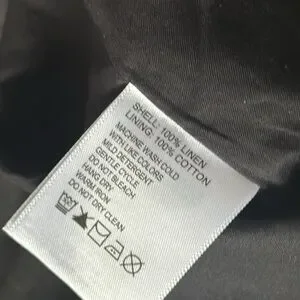 SHELL: 100% LINEN
LINING: 100% COTTON
MACHINE WASH COLD
WITH LIKE COLORS
MILD DETERGENT
GENTLE CYCLE
DO NOT BLEACH
HANG DRY
WARM IRON
DO NOT DRY CLEAN